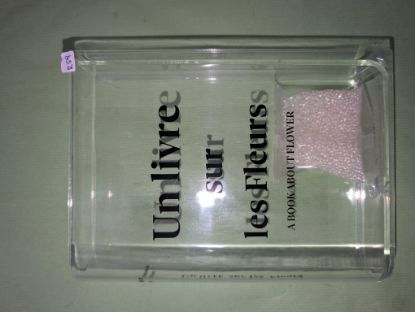 Un livre
sur
les Fleurs
A BOOK ABOUT FLOWER